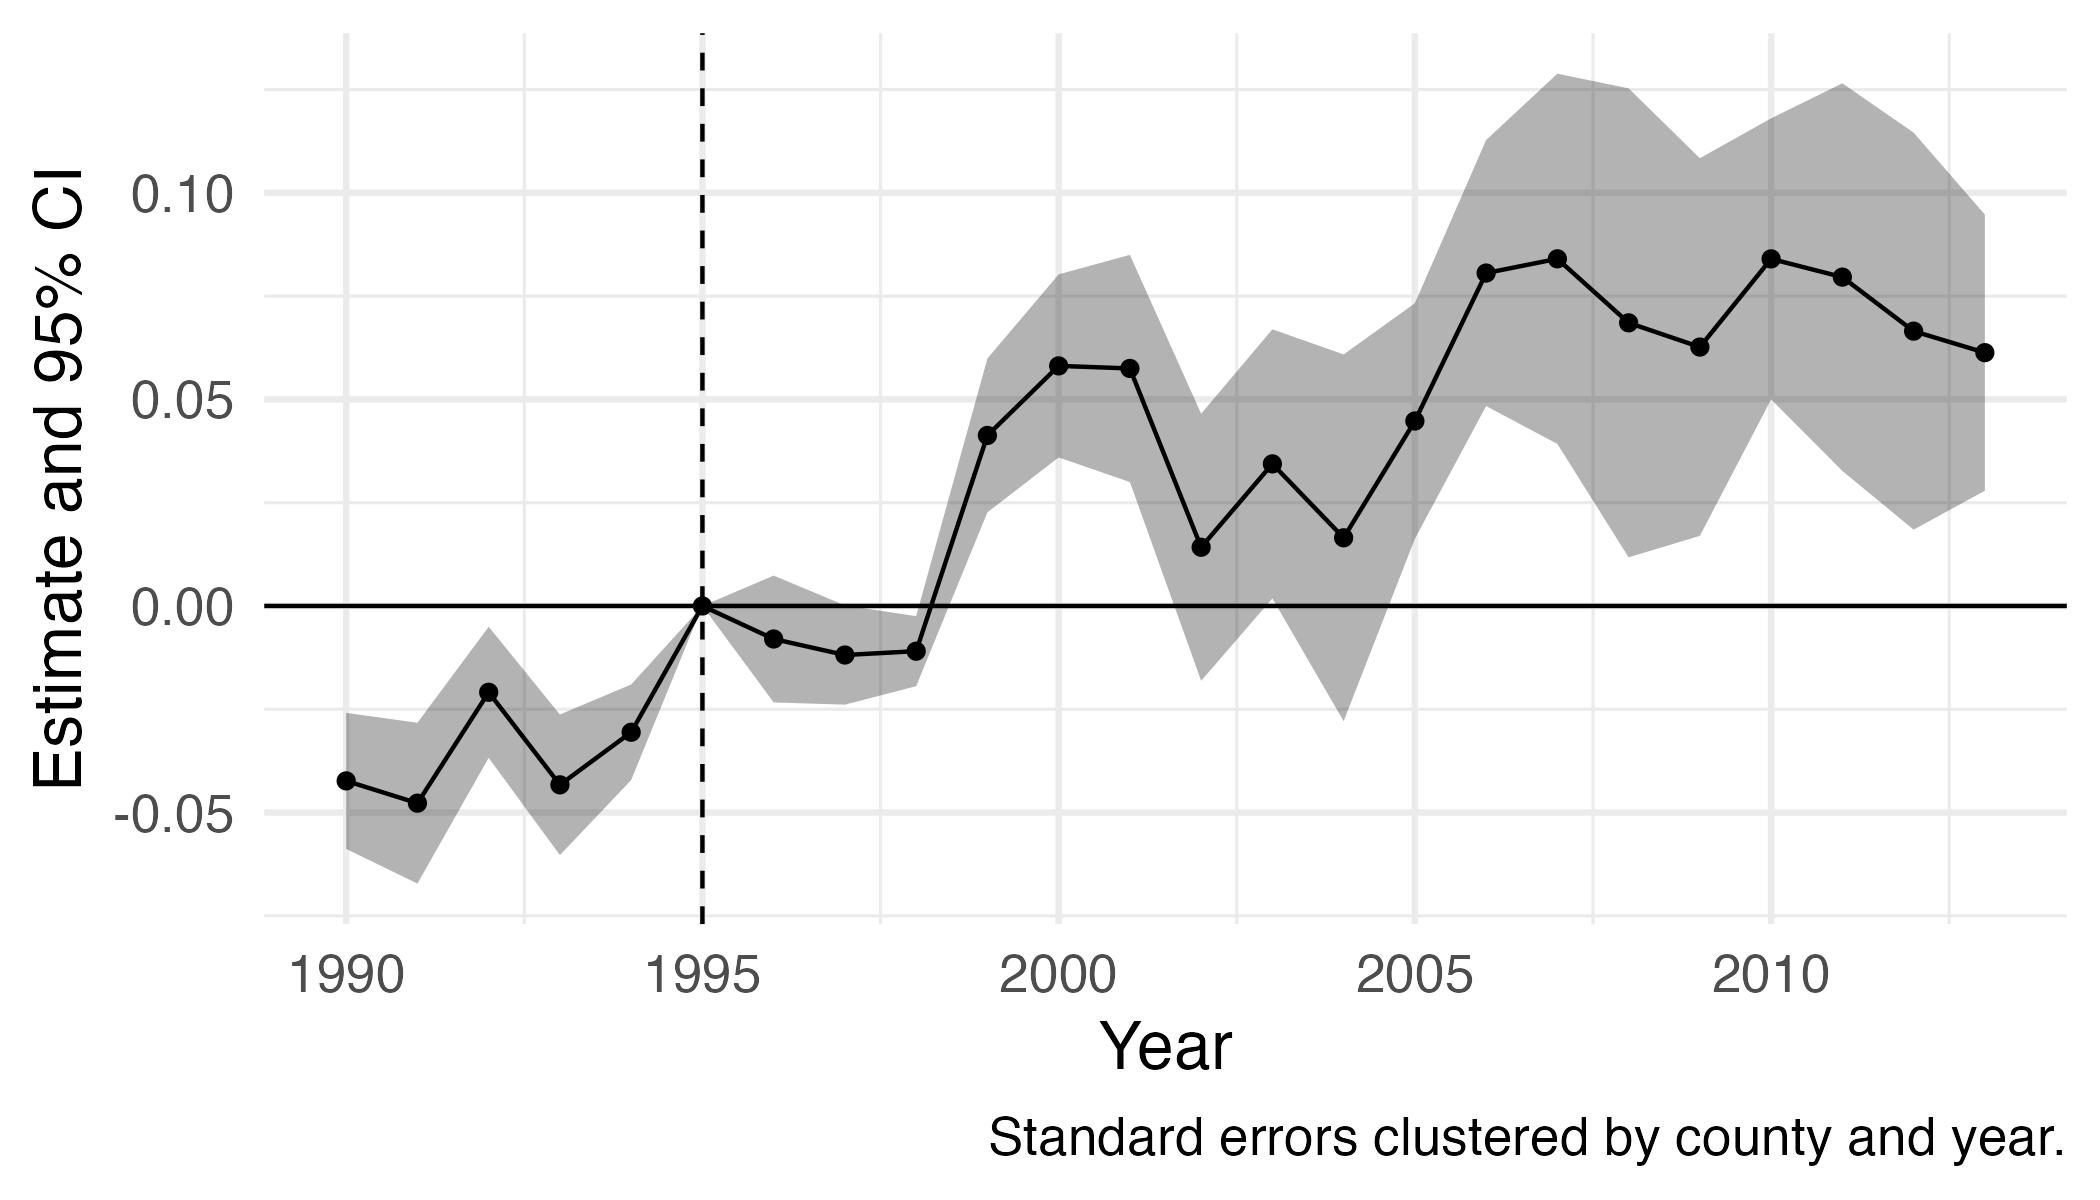 Estimate and 95% CI
0.10
0.05
0.00
-0.05
1990 1995 2000 2005 2010
Year
Standard errors clustered by county and year.